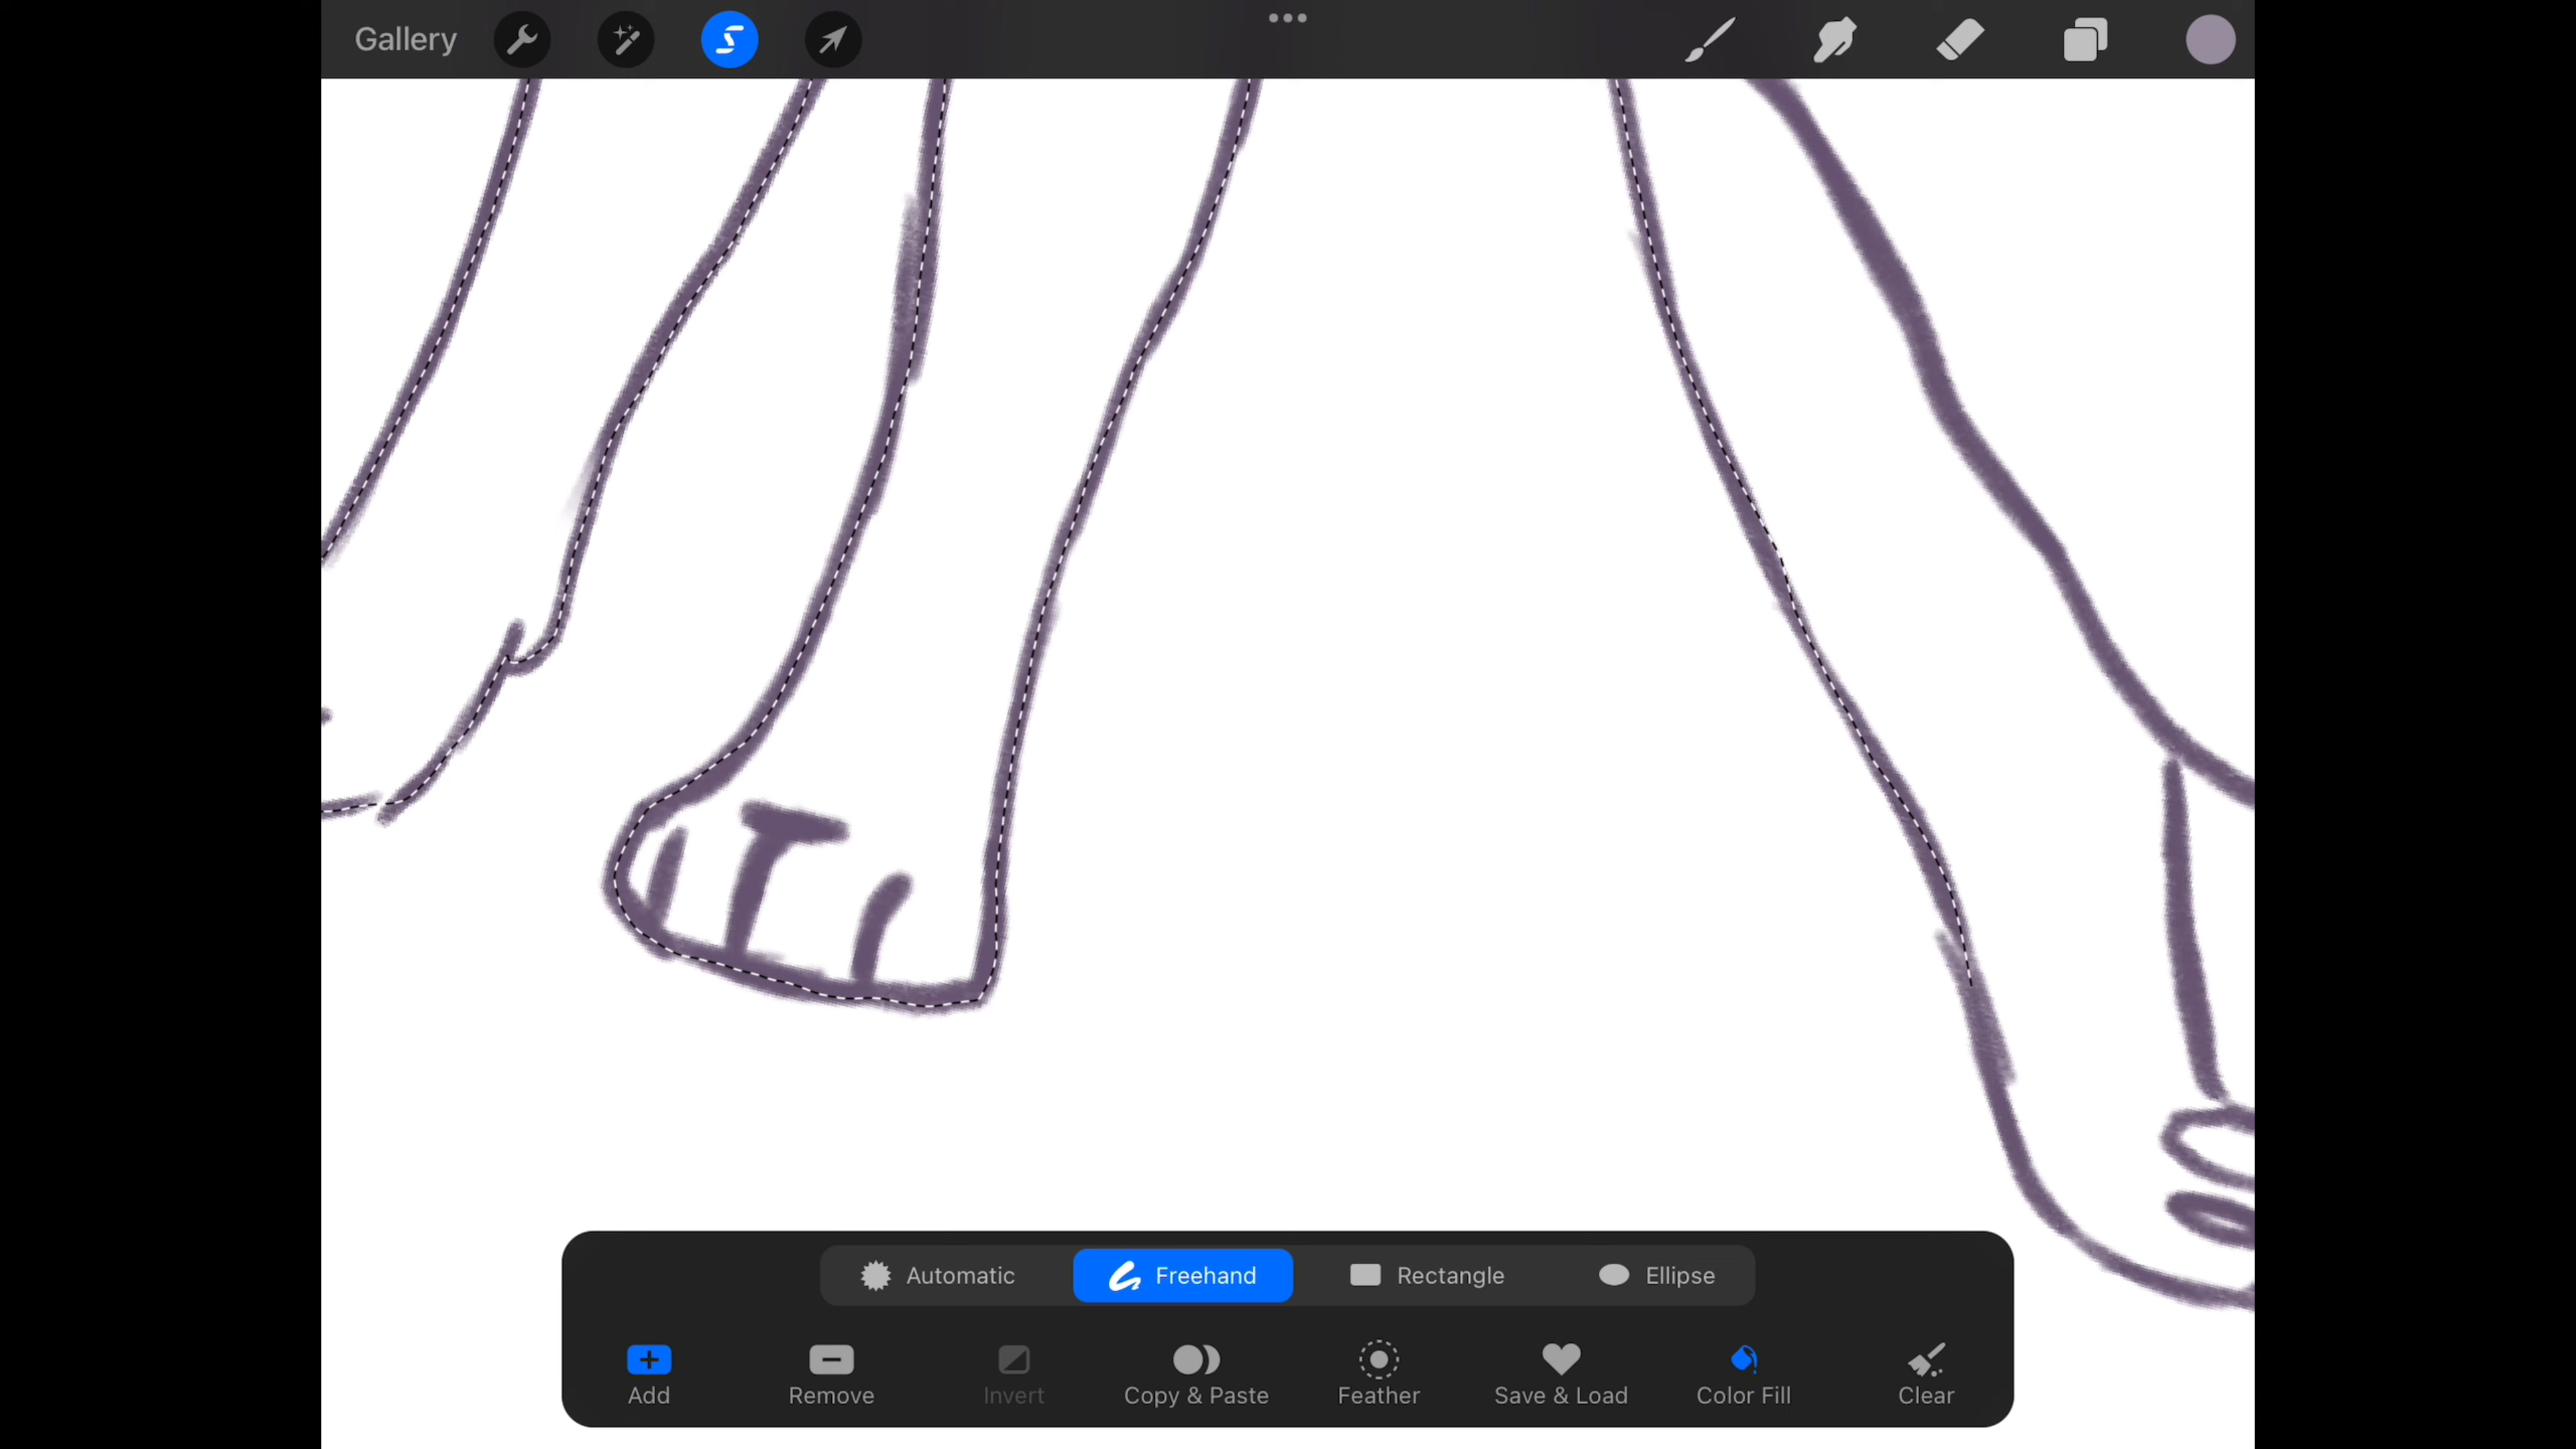 Gallery
Automatic Freehand Rectangle Ellipse
Add Remove Invert Copy & Paste Feather Save & Load Color Fill Clear